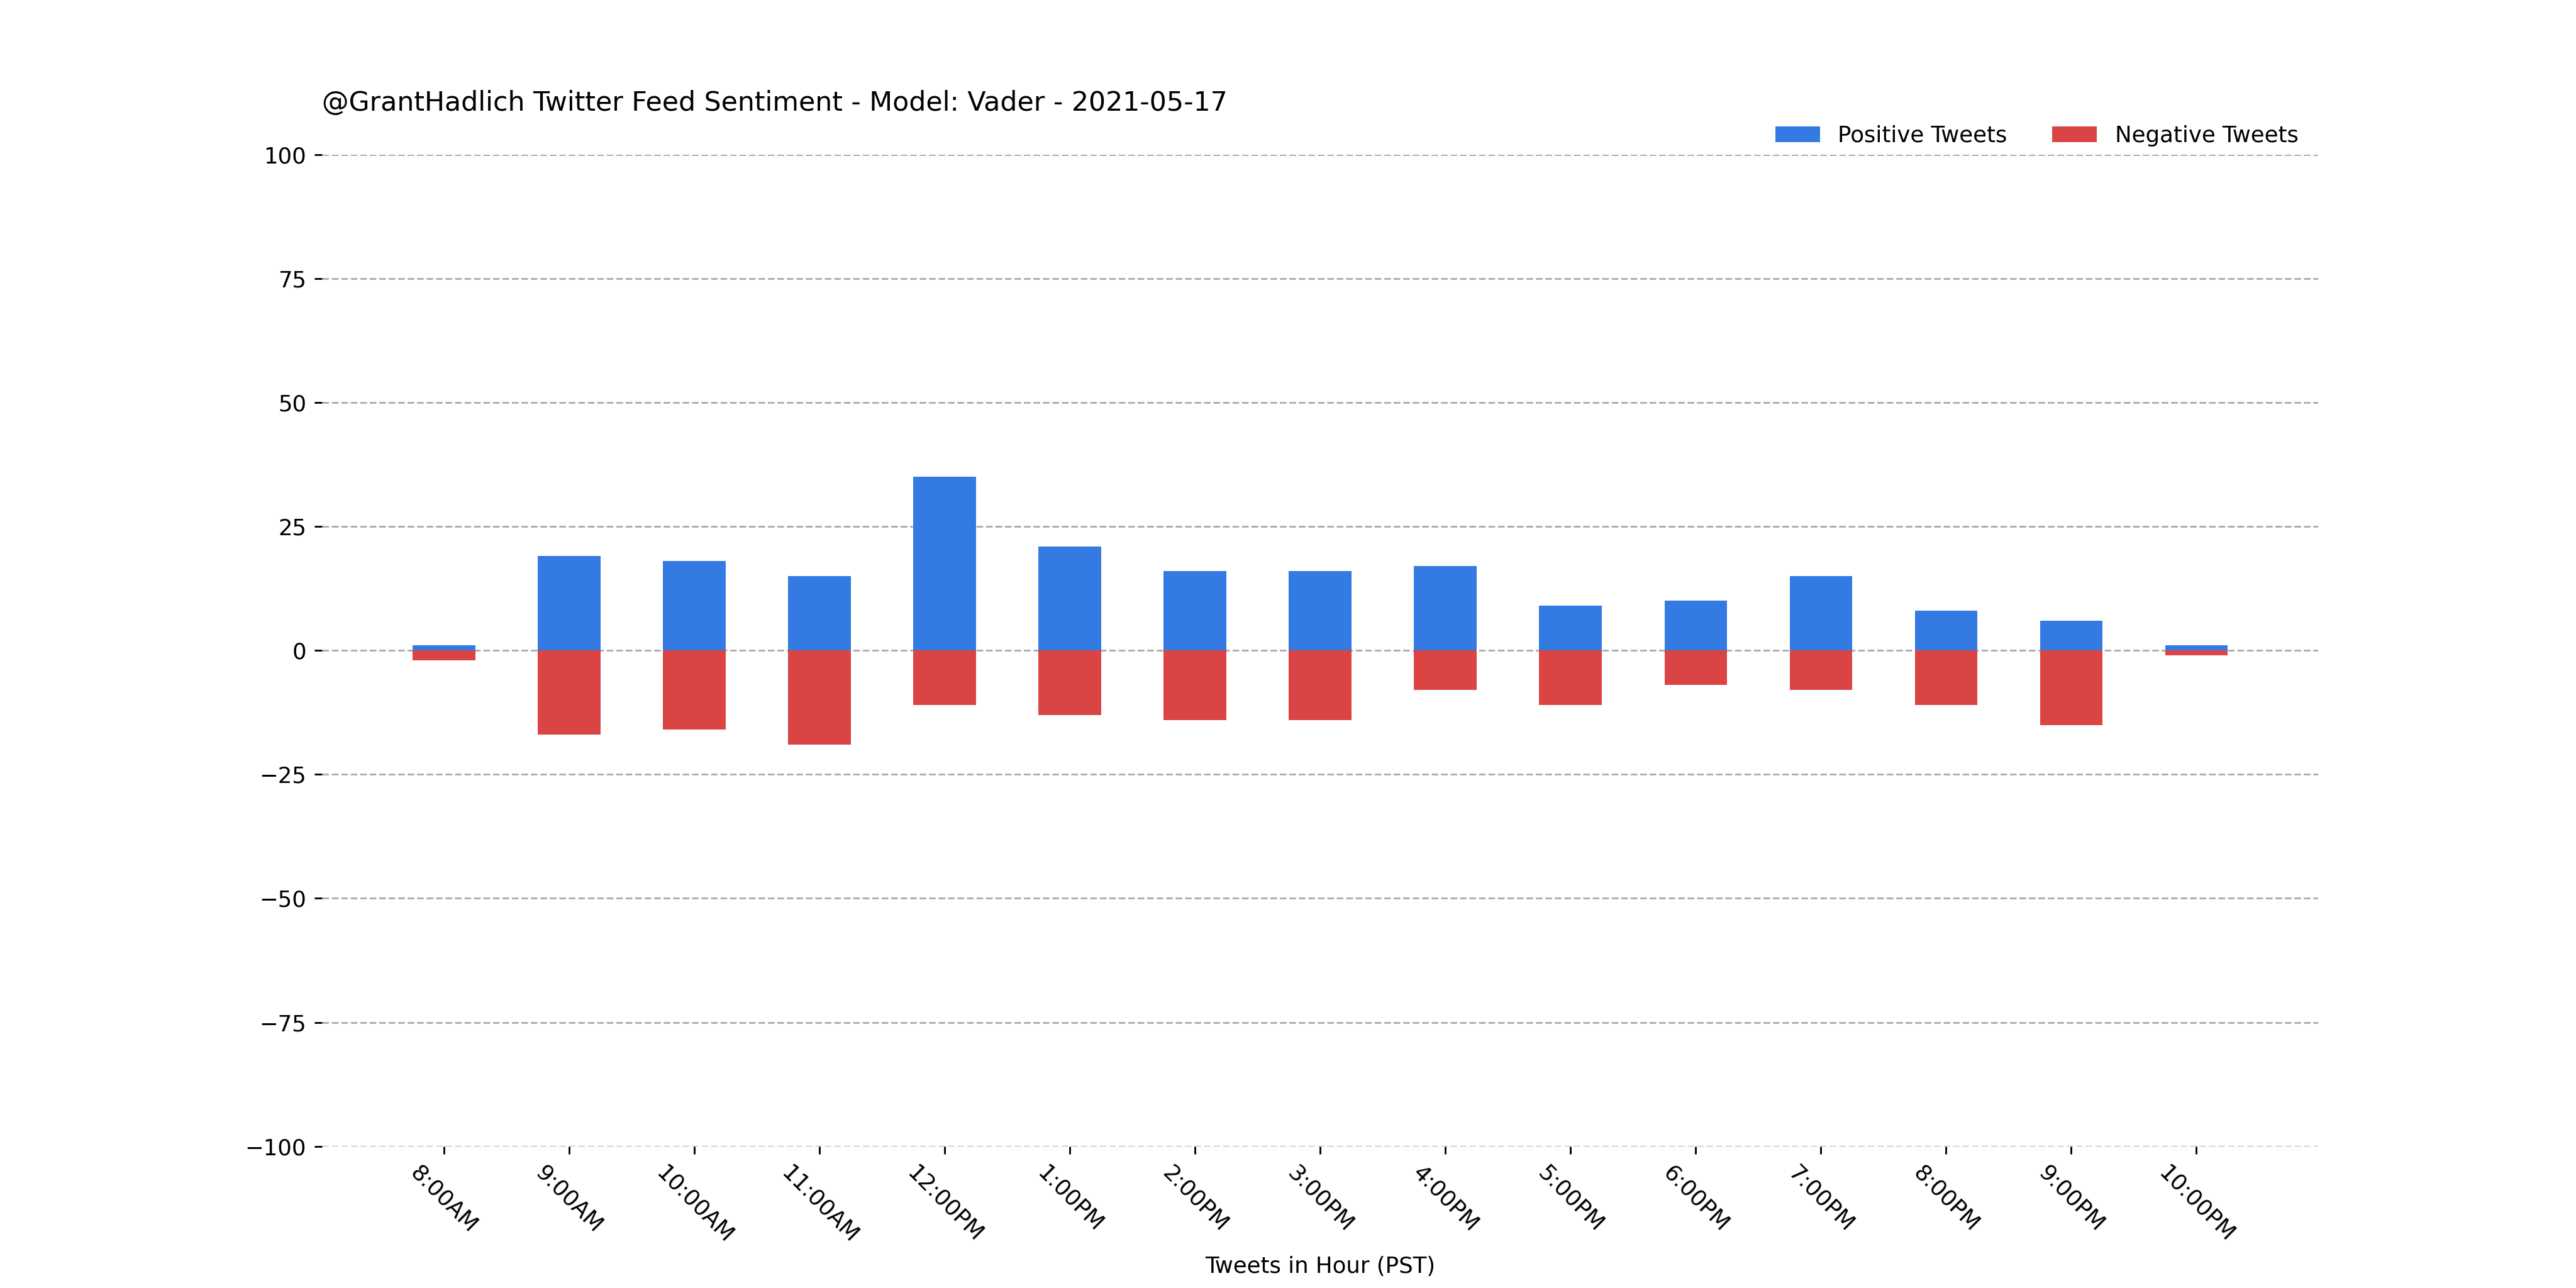 @GrantHadlich Twitter Feed Sentiment - Model: Vader - 2021-05-17
Positive Tweets
Negative Tweets
100
75
50
25
0
−25
−50
−75
−100
8:00AM
9:00AM
10:00AM
11:00AM
12:00PM
1:00PM
2:00PM
3:00PM
4:00PM
5:00PM
6:00PM
7:00PM
8:00PM
9:00PM
10:00PM
Tweets in Hour (PST)